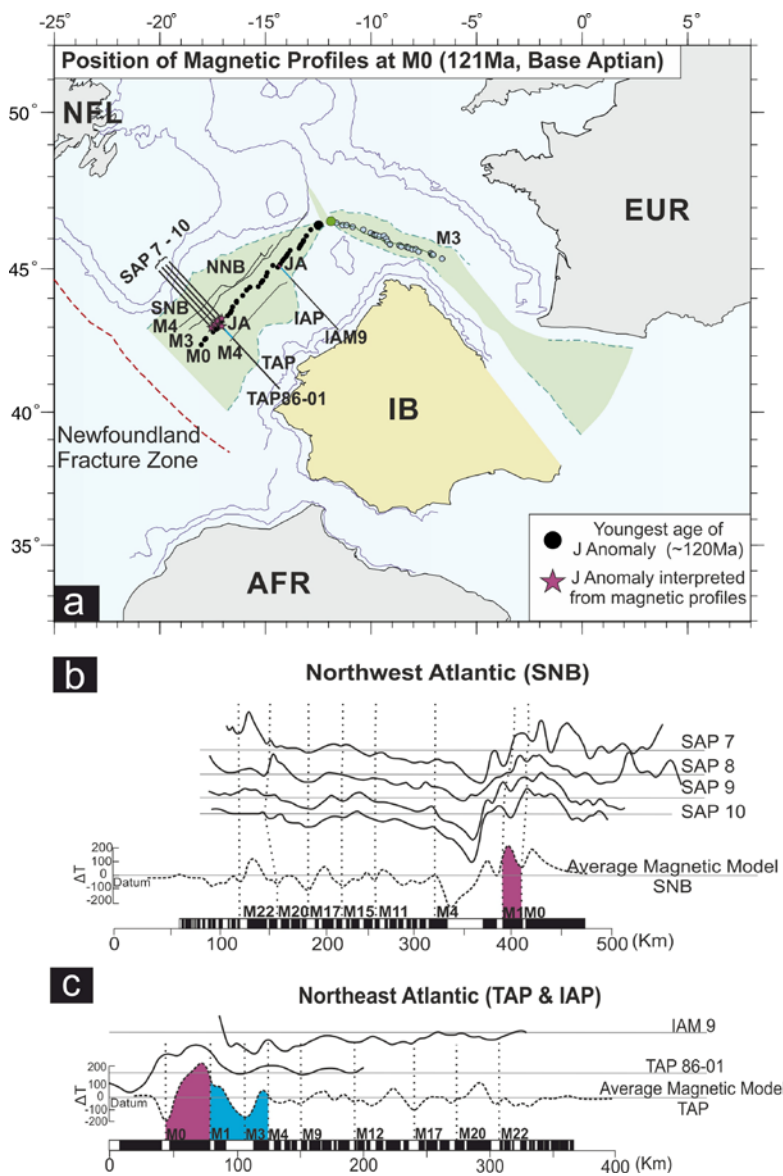 -25° -20° -15° -10° -5° 0° 5°
Position of Magnetic Profiles at M0 (121Ma, Base Aptian)
50°
NFL
EUR
SAP 7 - 10
M3
45°
NNB
JA
SNB
IAP
M4
JA
IAM9
M3
M4
M0
TAP
TAP86-01
IB
40°
Newfoundland
Fracture Zone
35°
AFR
Youngest age of
J Anomaly (~120Ma)
J Anomaly interpreted
from magnetic profiles
a
b
Northwest Atlantic (SNB)
SAP 7
SAP 8
SAP 9
SAP 10
200
100
0
-100
-200
ΔT
Datum
Average Magnetic Model
SNB
M22 M20 M17 M15 M11 M4 M1 M0
0 100 200 300 400 500 (Km)
c
Northeast Atlantic (TAP & IAP)
IAM 9
TAP 86-01
200
100
0
-100
-200
ΔT
Datum
Average Magnetic Mode
TAP
M0 M1 M3 M4 M9 M12 M17 M20 M22
0 100 200 300 400 (Km)